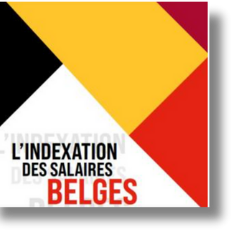 L'INDEXATION
DES SALAIRES
BELGES